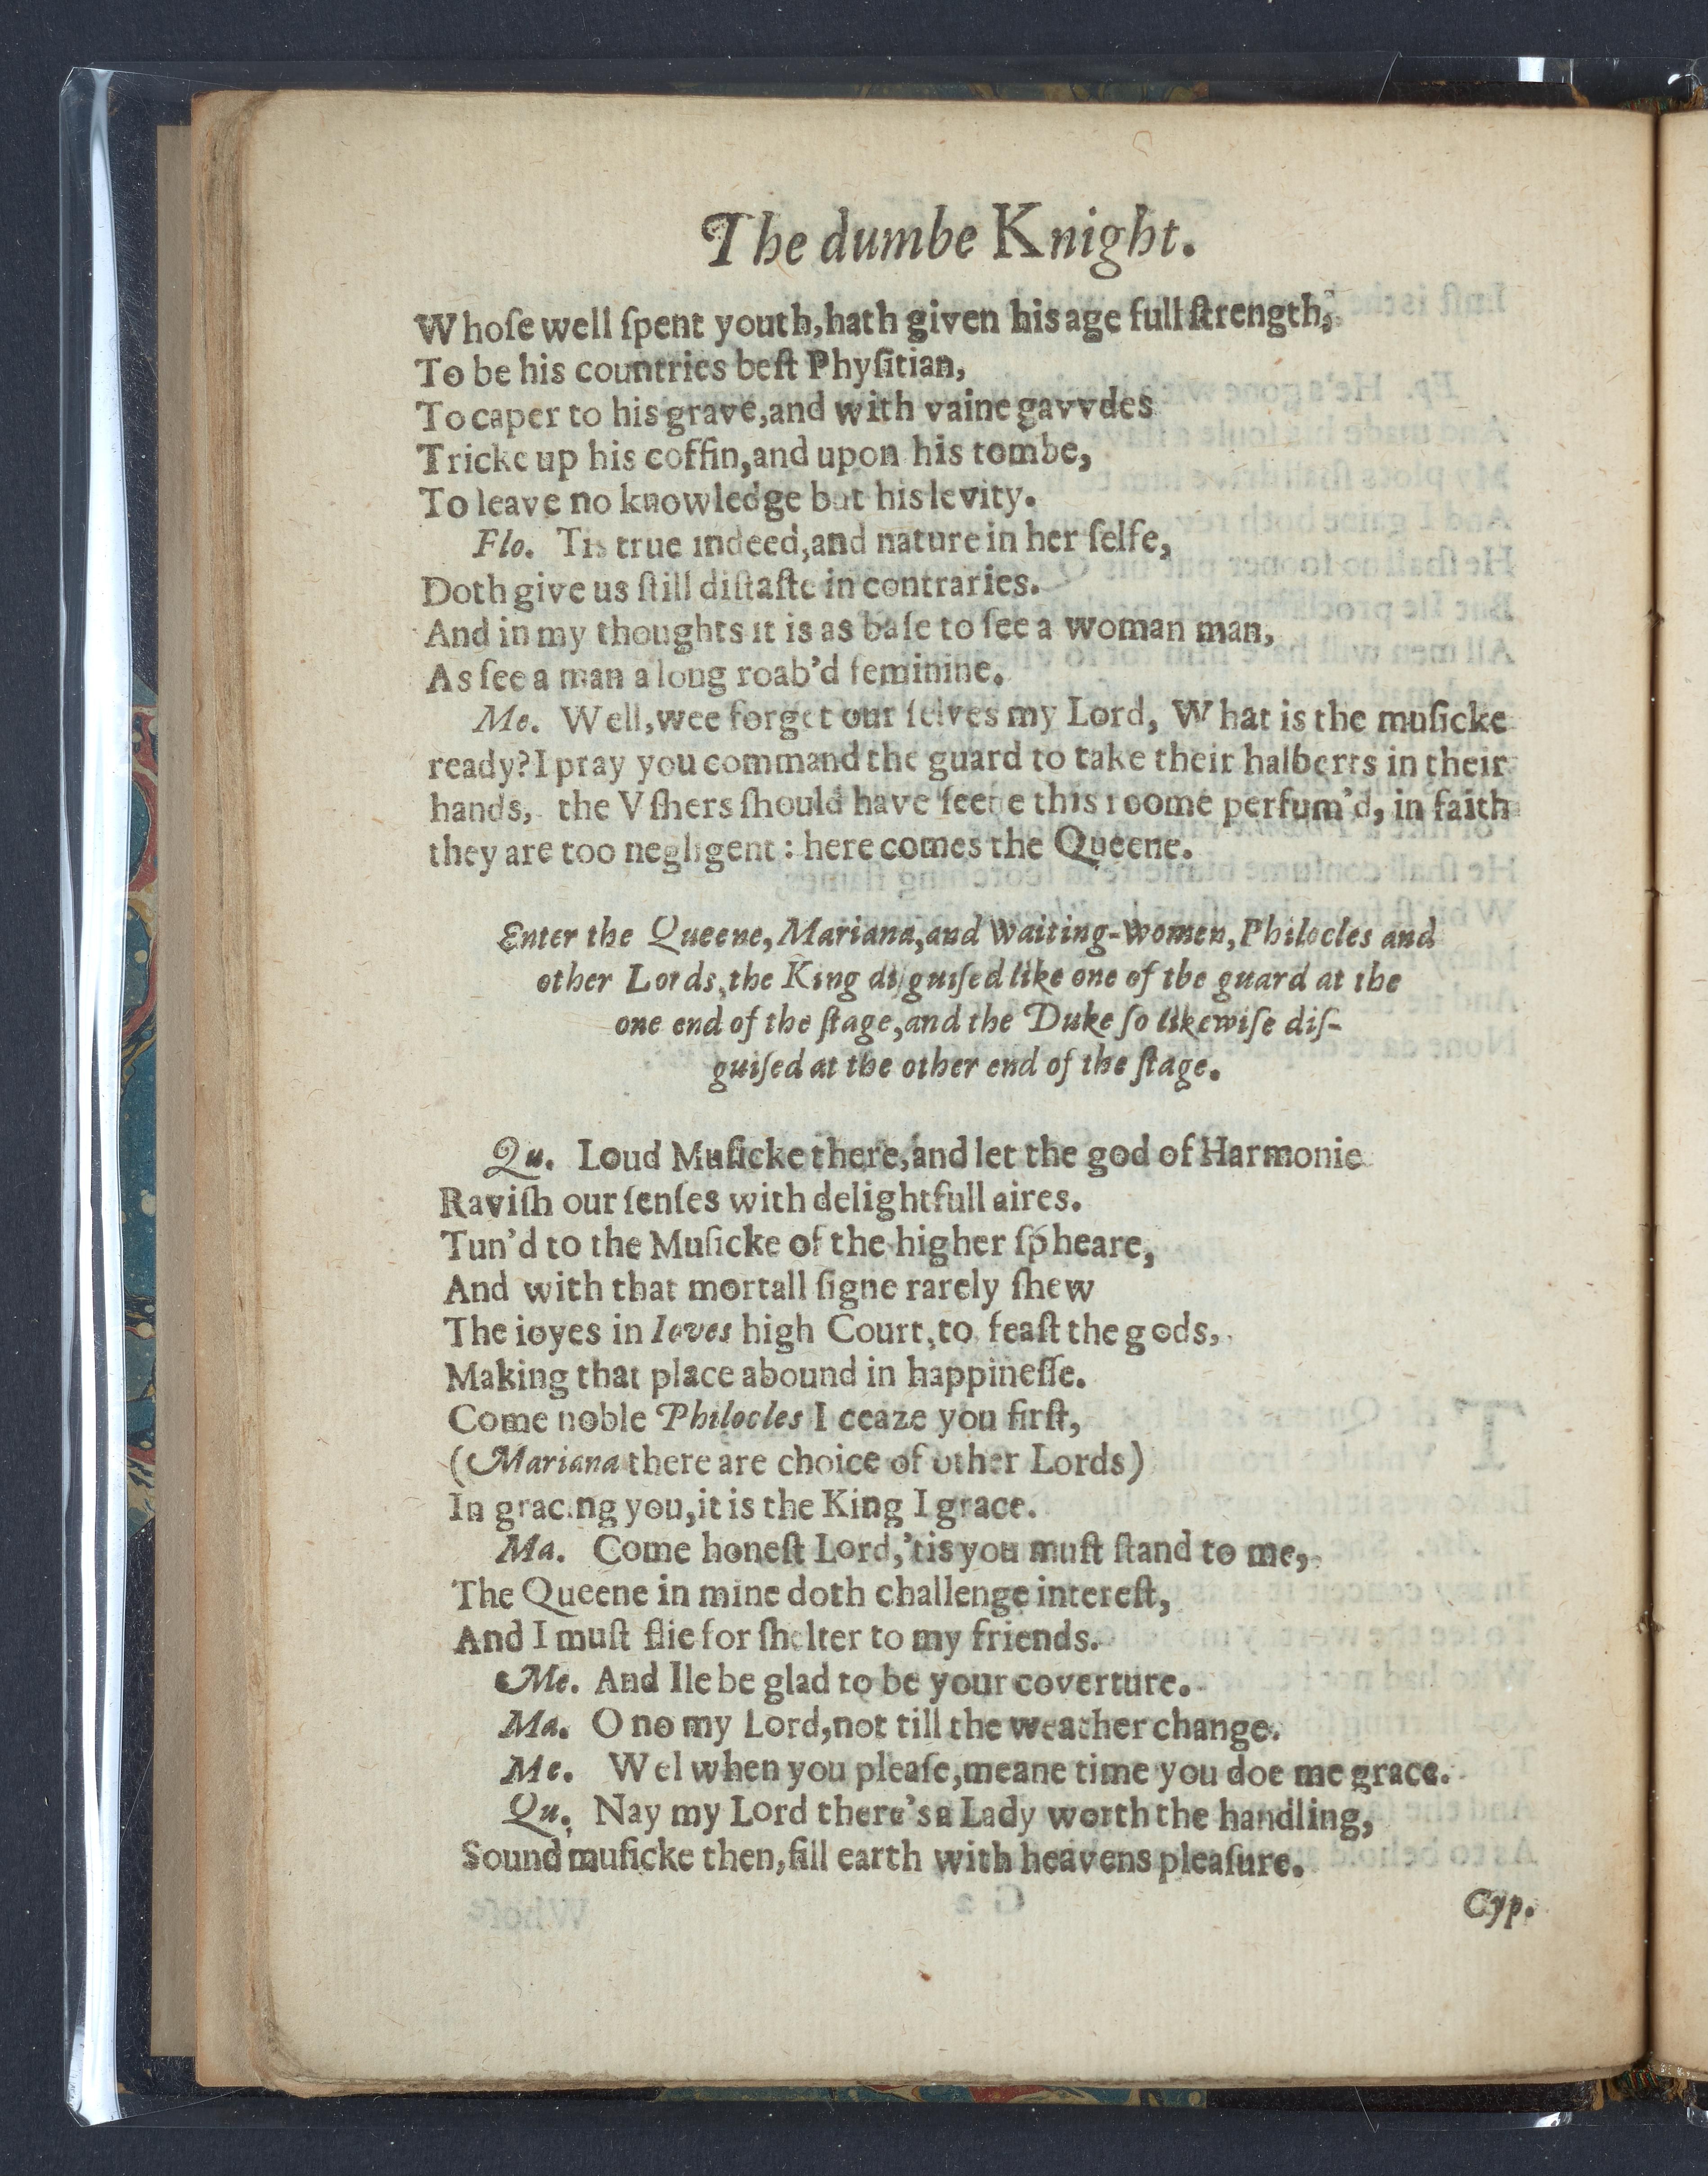 The dumbe Knight.
Whoſe well ſpent youth, hath given his age full ſtrength,
To be his countries beſt Phyſitian,
To caper to his grave, and with vaine gavvdes
Tricke up his coffin, and upon his tombe,
To leave no knowledge but his levity.
Flo. Tis true indeed, and nature in her ſelfe,
Doth give us ſtill diſtaſte in contraries.
And in my thoughts it is as baſe to ſee a woman man,
As ſee a man a long roab'd feminine.
Me. Well, wee forget our ſelves my Lord, What is the muſicke
ready? I pray you command the guard to take their halberts in their
hands, the Vſhers ſhould have ſeene this roome perfum'd, in faith
they are too negligent : here comes the Queene.
Enter the Queene, Mariana, and Waiting-women, Philocles and
other Lords, the King diſguiſed like one of the guard at the
one end of the ſtage, and the Duke ſo likewiſe diſ-
guiſed at the other end of the ſtage.
Qu. Loud Muſicke there, and let the god of Harmonie
Raviſh our ſenſes with delightfull aires.
Tun'd to the Muſicke of the higher ſpheare,
And with that mortall ſigne rarely ſhew
The ioyes in Ioves high Court, to feaſt the gods,
Making that place abound in happineſſe.
Come noble Philocles I ceaze you firſt,
(Mariana there are choice of other Lords)
In gracing you, it is the King I grace.
Ma. Come honeſt Lord, 'tis you muſt ſtand to me,
The Queene in mine doth challenge intereſt,
And I muſt flie for ſhelter to my friends.
Me. And Ile be glad to be your coverture.
Ma. O no my Lord, not till the weather change.
Me. Wel when you pleaſe, meane time you doe me grace.
Qu. Nay my Lord there's a Lady worth the handling,
Sound muſicke then, fill earth with heavens pleaſure.
Cyp.